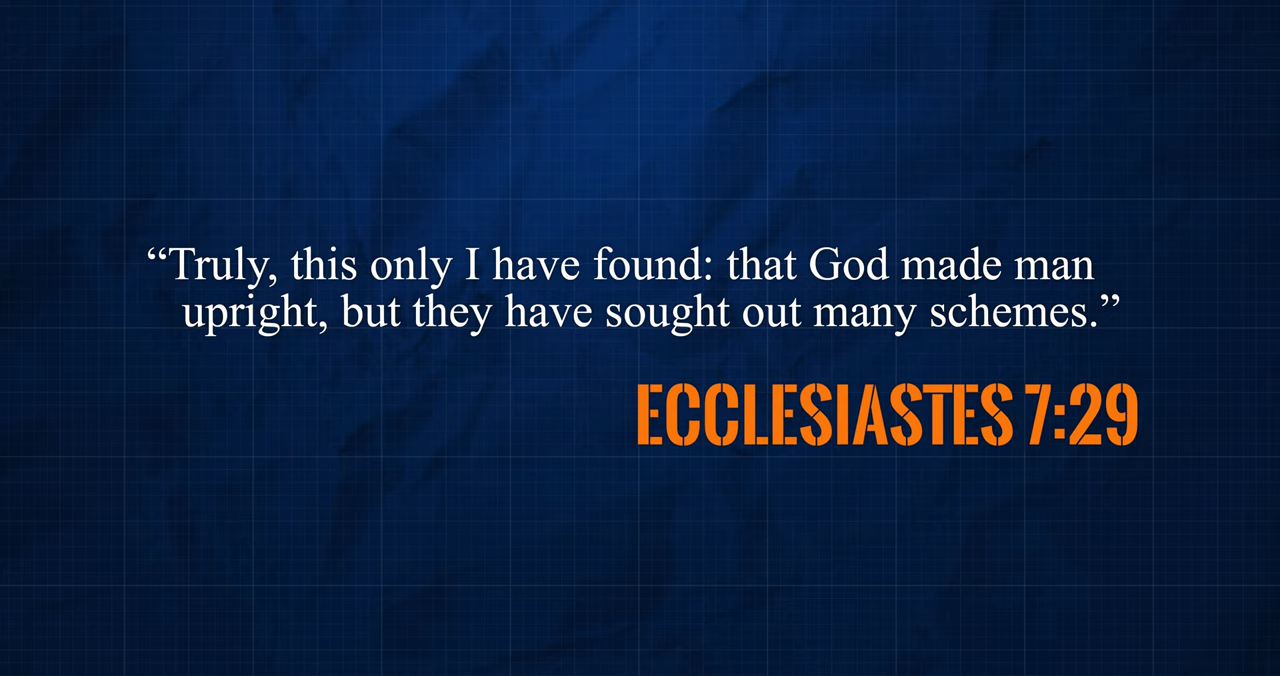 “Truly, this only I have found: that God made man
upright, but they have sought out many schemes.”
ECCLESIASTES 7:29